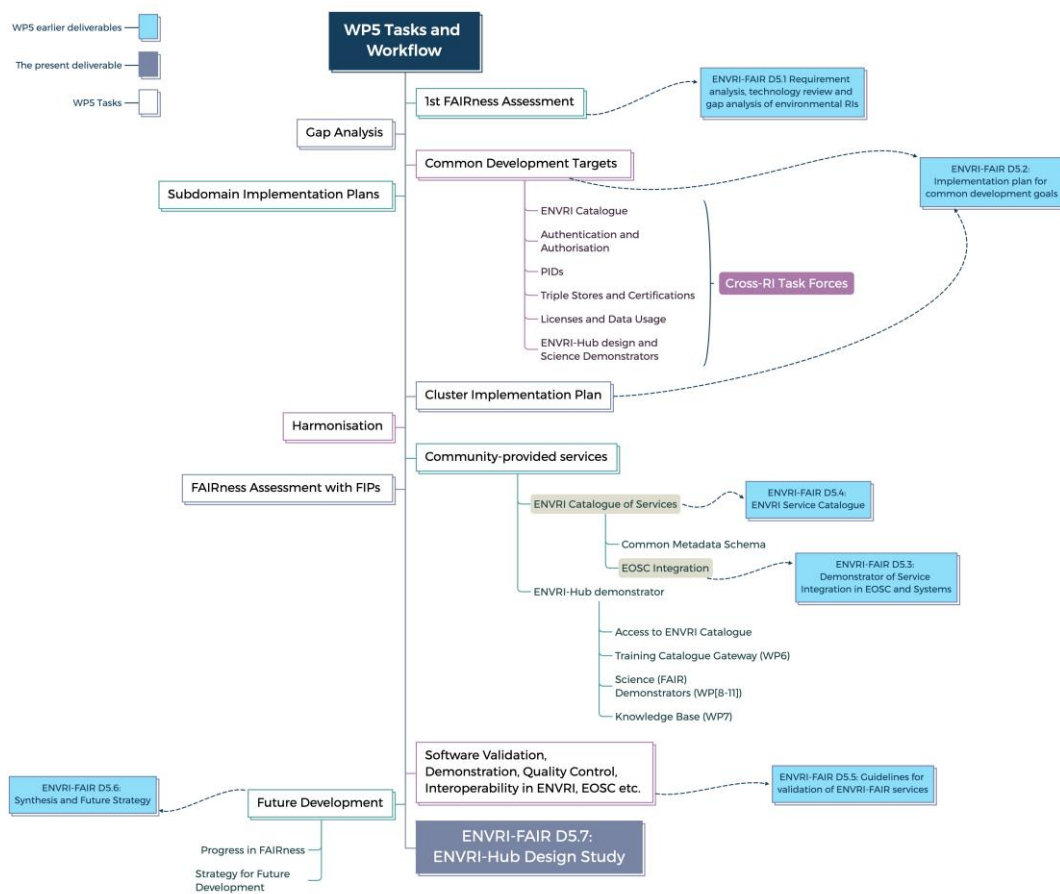 WP5 earlier deliverables
The present deliverable
WP5 Tasks
WP5 Tasks and
Workflow
1st FAIRness Assessment
ENVRI-FAIR D5.1 Requirement
analysis, technology review and
gap analysis of environmental RIs
Gap Analysis
Common Development Targets
ENVRI-FAIR D5.2:
Implementation plan for
common development goals
Subdomain Implementation Plans
ENVRI Catalogue
Authentication and
Authorisation
PIDs
Triple Stores and Certifications
Licenses and Data Usage
ENVRI-Hub design and
Science Demonstrators
Cross-RI Task Forces
Cluster Implementation Plan
Harmonisation
Community-provided services
FAIRness Assessment with FIPs
ENVRI Catalogue of Services
ENVRI-FAIR D5.4:
ENVRI Service Catalogue
Common Metadata Schema
EOSC Integration
ENVRI-FAIR D5.3:
Demonstrator of Service
Integration in EOSC and Systems
ENVRI-Hub demonstrator
Access to ENVRI Catalogue
Training Catalogue Gateway (WP6)
Science (FAIR)
Demonstrators (WP[8-11])
Knowledge Base (WP7)
Software Validation,
Demonstration, Quality Control,
Interoperability in ENVRI, EOSC etc.
ENVRI-FAIR D5.5: Guidelines for
validation of ENVRI-FAIR services
ENVRI-FAIR D5.6:
Synthesis and Future Strategy
Future Development
Progress in FAIRness
Strategy for Future
Development
ENVRI-FAIR D5.7:
ENVRI-Hub Design Study